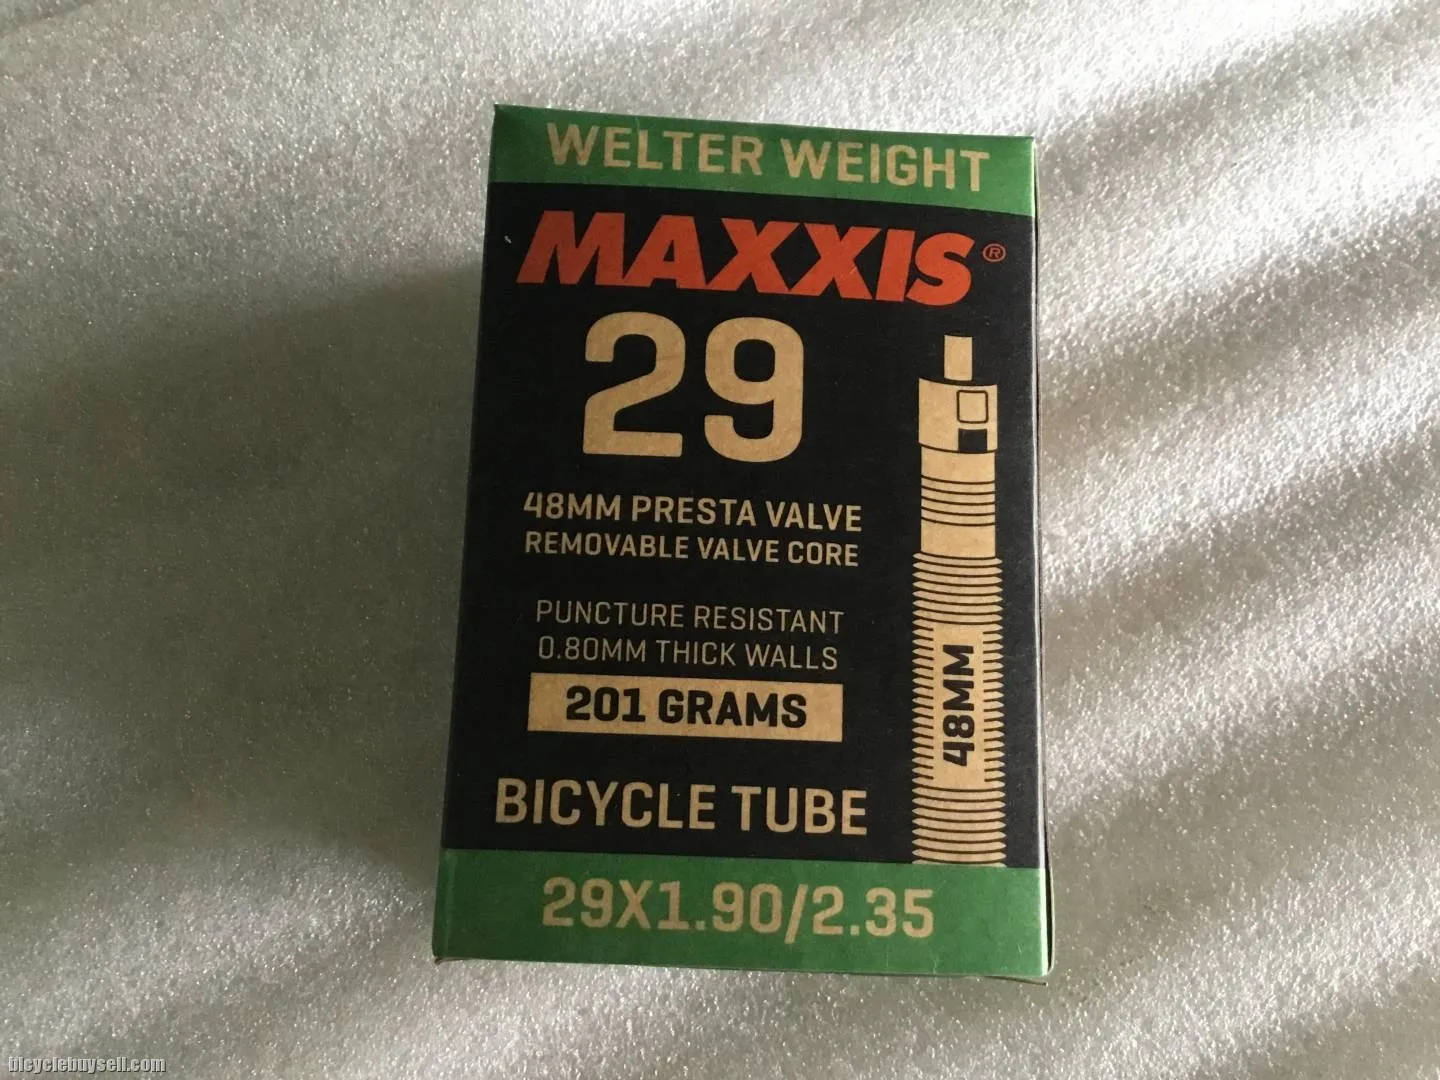 WELTER WEIGHT
MAXXIS®
29
48MM PRESTA VALVE
REMOVABLE VALVE CORE
PUNCTURE RESISTANT
0.80MM THICK WALLS
201 GRAMS
48MM
BICYCLE TUBE
29X1.90/2.35
bicyclebuysell.com